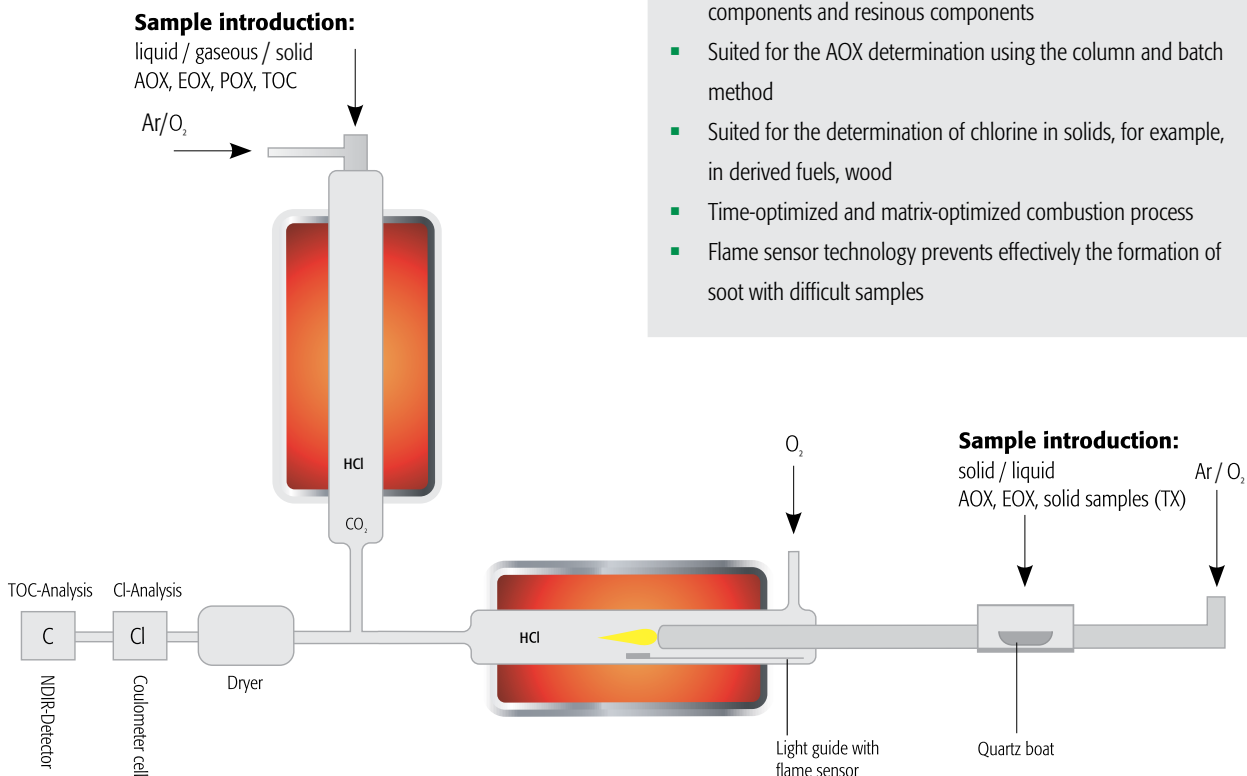 Sample introduction:
liquid / gaseous / solid
AOX, EOX, POX, TOC
Ar/O₂
components and resinous components
▪ Suited for the AOX determination using the column and batch
method
▪ Suited for the determination of chlorine in solids, for example,
in derived fuels, wood
▪ Time-optimized and matrix-optimized combustion process
▪ Flame sensor technology prevents effectively the formation of
soot with difficult samples
HCl
CO₂
O₂
Sample introduction:
solid / liquid
AOX, EOX, solid samples (TX)
Ar / O₂
TOC-Analysis
Cl-Analysis
C
Cl
Dryer
HCl
NDIR-Detector
Coulometer cell
Light guide with
flame sensor
Quartz boat